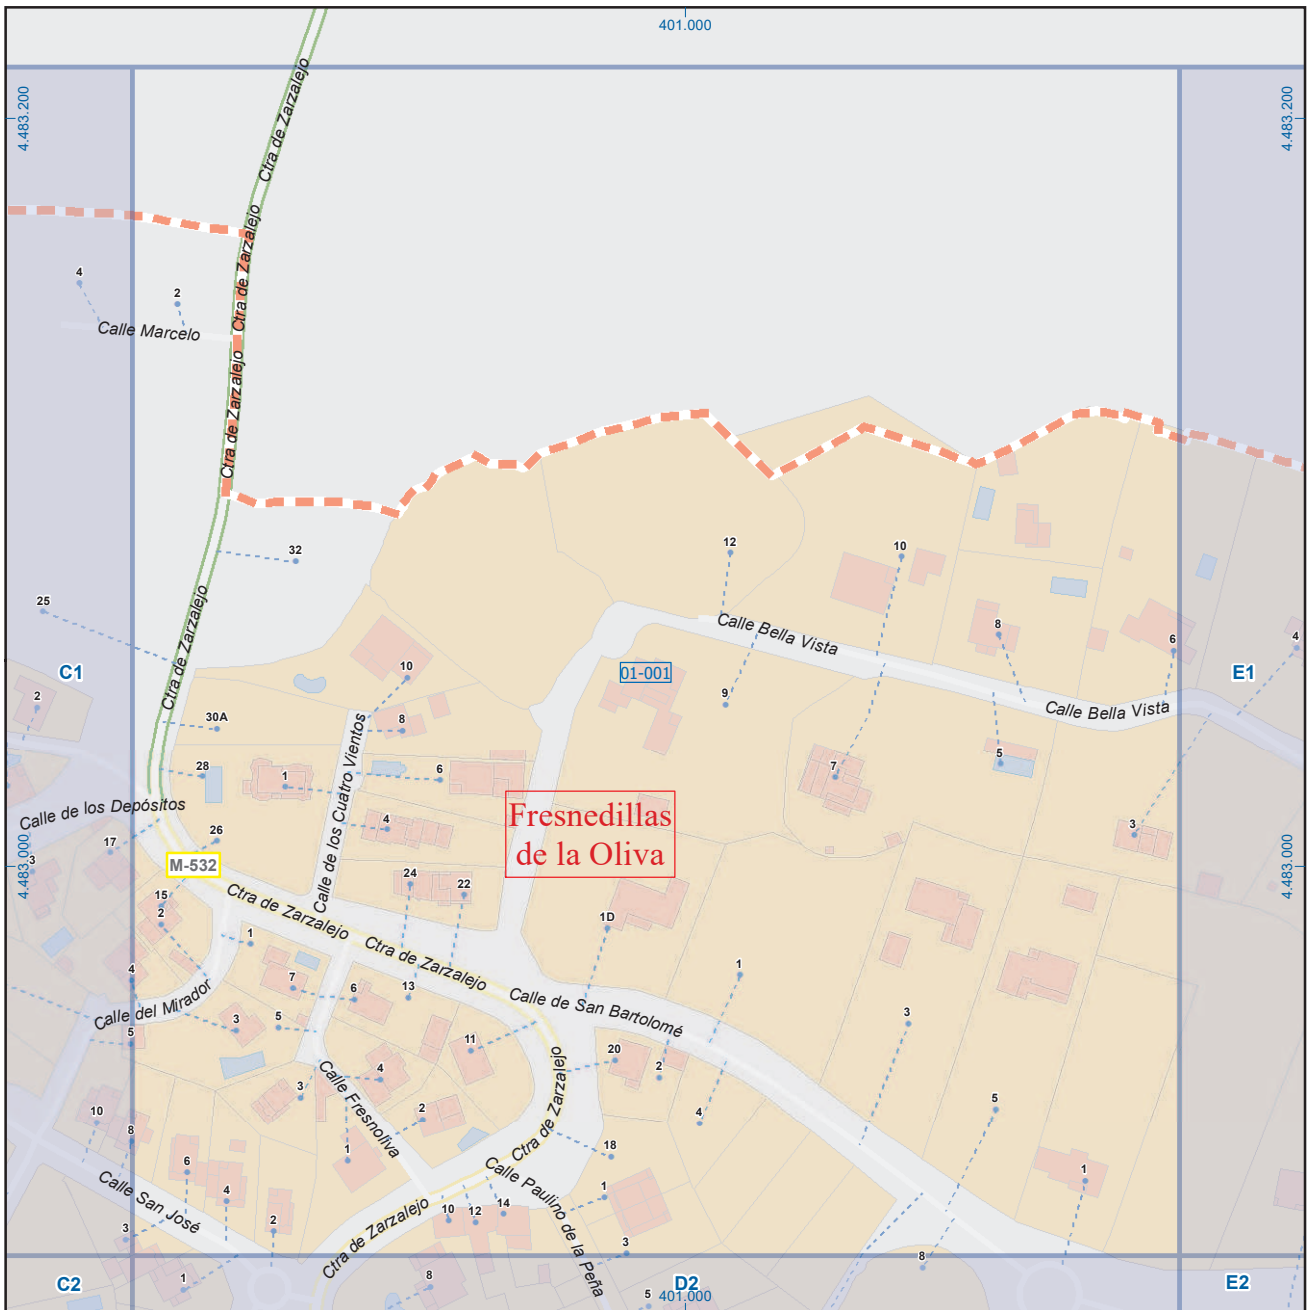 401.000
4.483.200
4.483.200
Ctra de Zarzalejo
Ctra de Zarzalejo
Ctra de Zarzalejo
4
2
Calle Marcelo
Ctra de Zarzalejo
32
12
10
25
Ctra de Zarzalejo
Calle Bella Vista
8
6
4
C1
10
01-001
E1
2
9
30A
8
Calle Bella Vista
28
1
6
7
5
Calle de los Cuatro Vientos
Calle de los Depósitos
4
Fresnedillas
de la Oliva
3
26
17
3
M-532
4.483.000
4.483.000
24
22
15
2
Ctra de Zarzalejo
1D
1
Ctra de Zarzalejo
4
7
6
13
Calle de San Bartolomé
1
Calle del Mirador
3
5
3
5
11
20
2
Ctra de Zarzalejo
4
3
Calle Fresnoliva
10
2
4
5
8
1
18
6
Ctra de Zarzalejo
Calle Paulino de la Peña
1
1
4
Calle San José
2
10
12
14
3
Ctra de Zarzalejo
3
8
C2
1
8
D2
E2
5
401.000